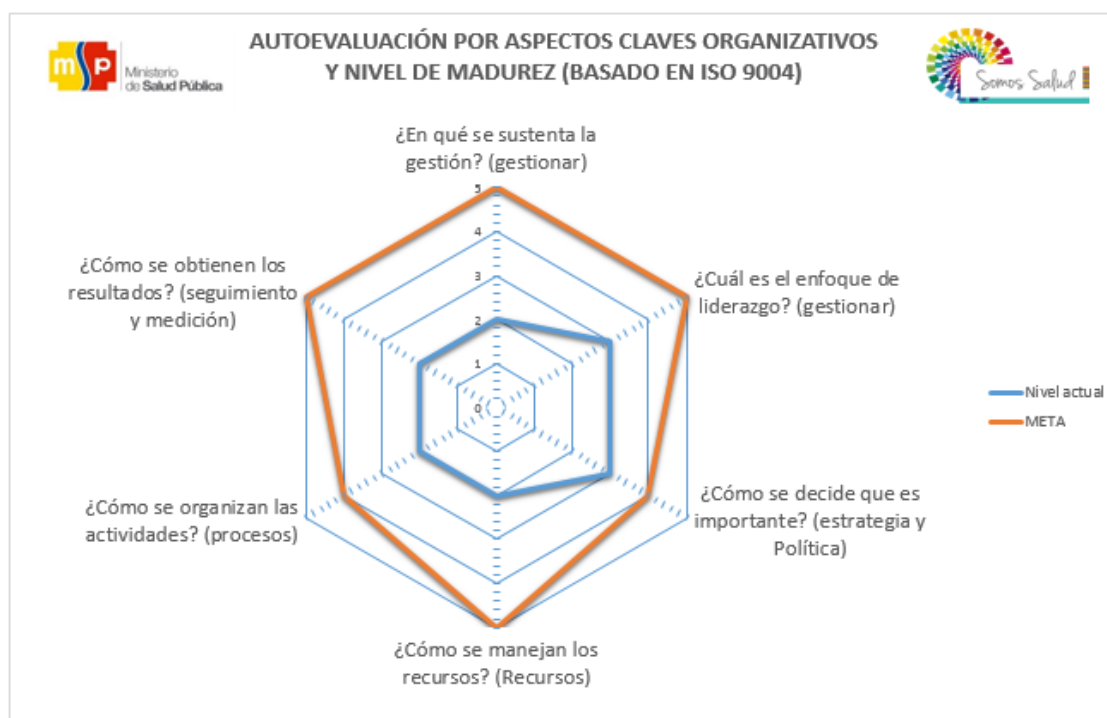 AUTOEVALUACIÓN POR ASPECTOS CLAVES ORGANIZATIVOS
Y NIVEL DE MADUREZ (BASADO EN ISO 9004)
msp
Ministerio
de Salud Pública
Somos Salud
¿En qué se sustenta la
gestión? (gestionar)
¿Cuál es el enfoque de
liderazgo? (gestionar)
¿Cómo se decide que es
importante? (estrategia y
Política)
¿Cómo se manejan los
recursos? (Recursos)
¿Cómo se organizan las
actividades? (procesos)
¿Cómo se obtienen los
resultados? (seguimiento
y medición)
5
4
3
2
1
0
Nivel actual
META